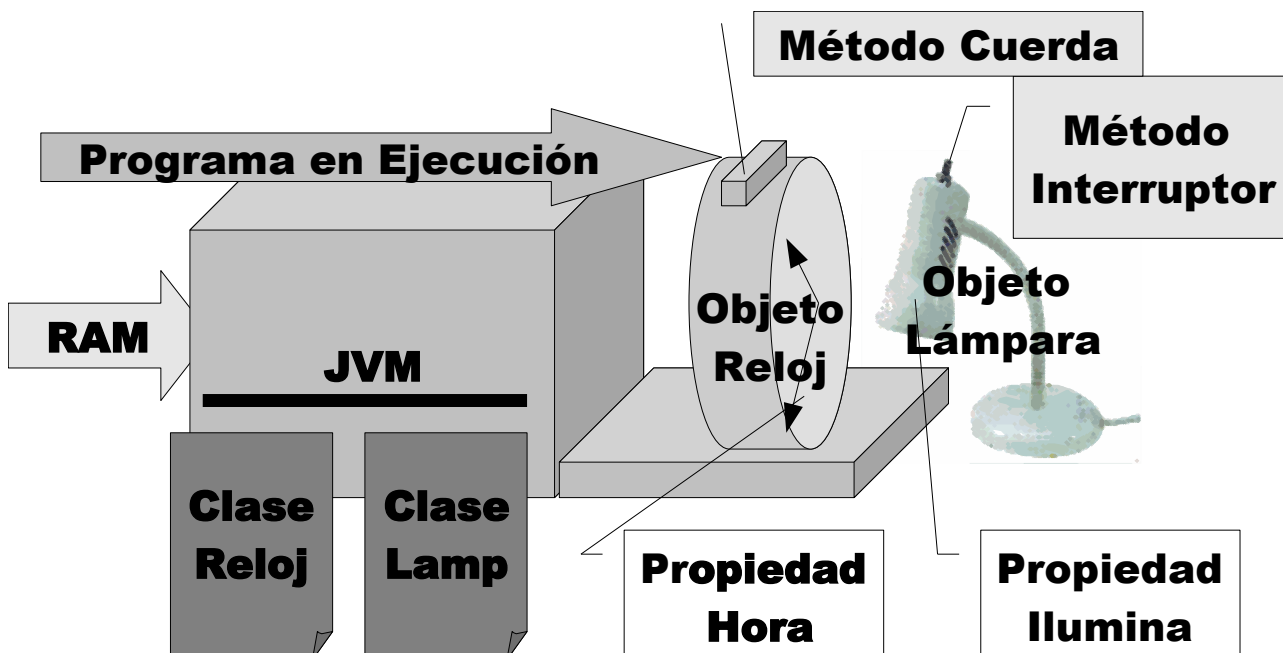 Método Cuerda
Método
Interruptor
Programa en Ejecución
RAM
JVM
Objeto
Reloj
Objeto
Lámpara
Clase
Reloj
Clase
Lamp
Propiedad
Hora
Propiedad
Ilumina